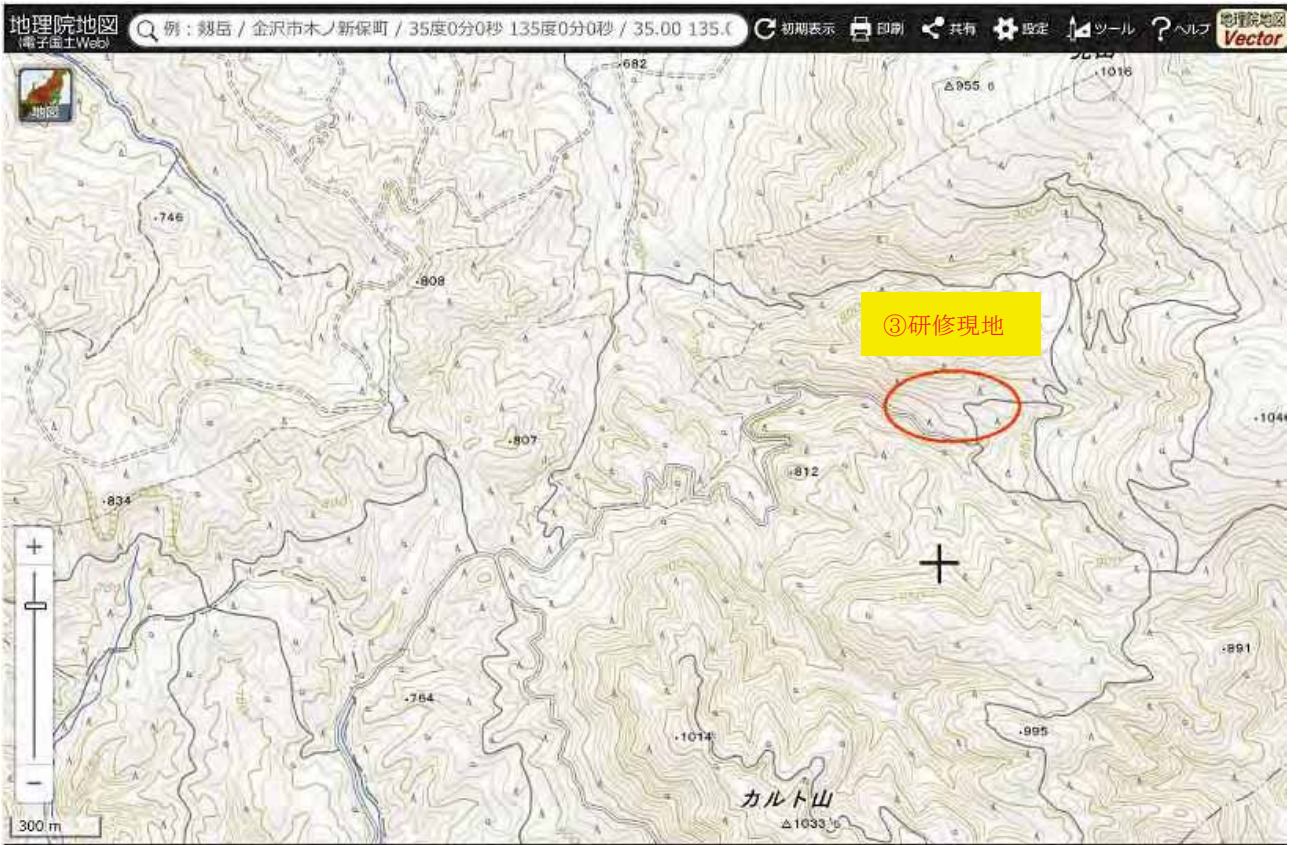 地理院地図
(電子国土Web)
例：剱岳 / 金沢市木ノ新保町 / 35度0分0秒 135度0分0秒 / 35.00 135.0
初期表示
印刷
共有
設定
ツール
ヘルプ
地理院地図
Vector
地図
682
1016
955.6
746
808
③研修現地
807
812
1046
834
800
891
764
1014
995
カルト山
1033.6
300 m